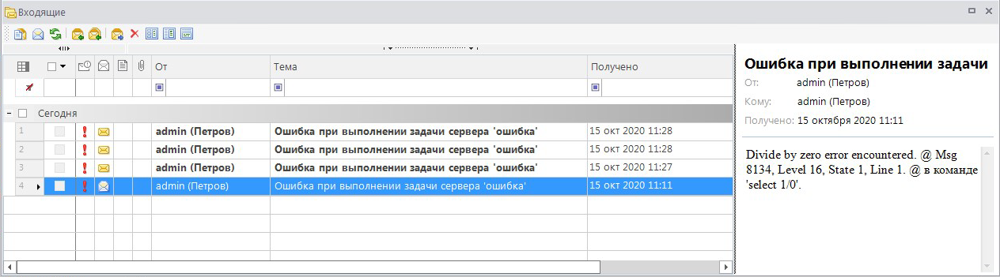 Входящие
От Тема Получено
Сегодня
1 admin (Петров) Ошибка при выполнении задачи сервера 'ошибка' 15 окт 2020 11:28
2 admin (Петров) Ошибка при выполнении задачи сервера 'ошибка' 15 окт 2020 11:28
3 admin (Петров) Ошибка при выполнении задачи сервера 'ошибка' 15 окт 2020 11:27
4 admin (Петров) Ошибка при выполнении задачи сервера 'ошибка' 15 окт 2020 11:11
Ошибка при выполнении задачи
От: admin (Петров)
Кому: admin (Петров)
Получено: 15 октября 2020 11:11
Divide by zero error encountered. @ Msg
8134, Level 16, State 1, Line 1. @ в команде
'select 1/0'.